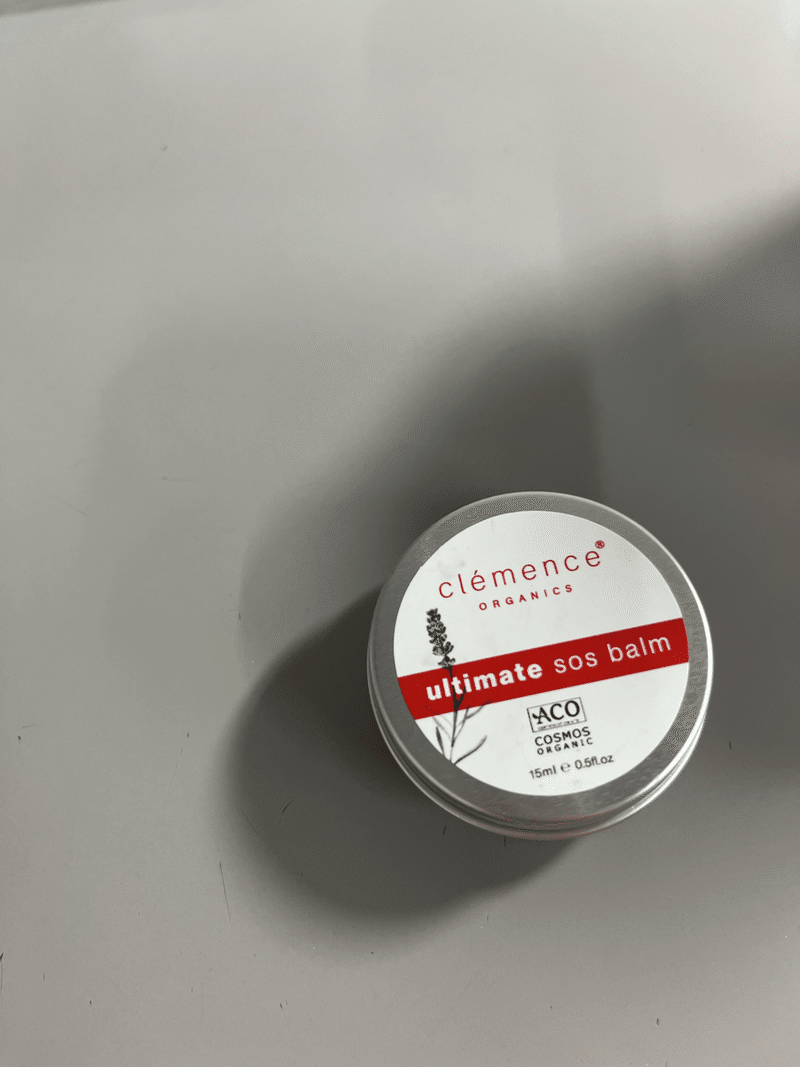 clémence®
ORGANICS
ultimate sos balm
ACO
COSMOS
ORGANIC
15ml ℮ 0.5fl.oz